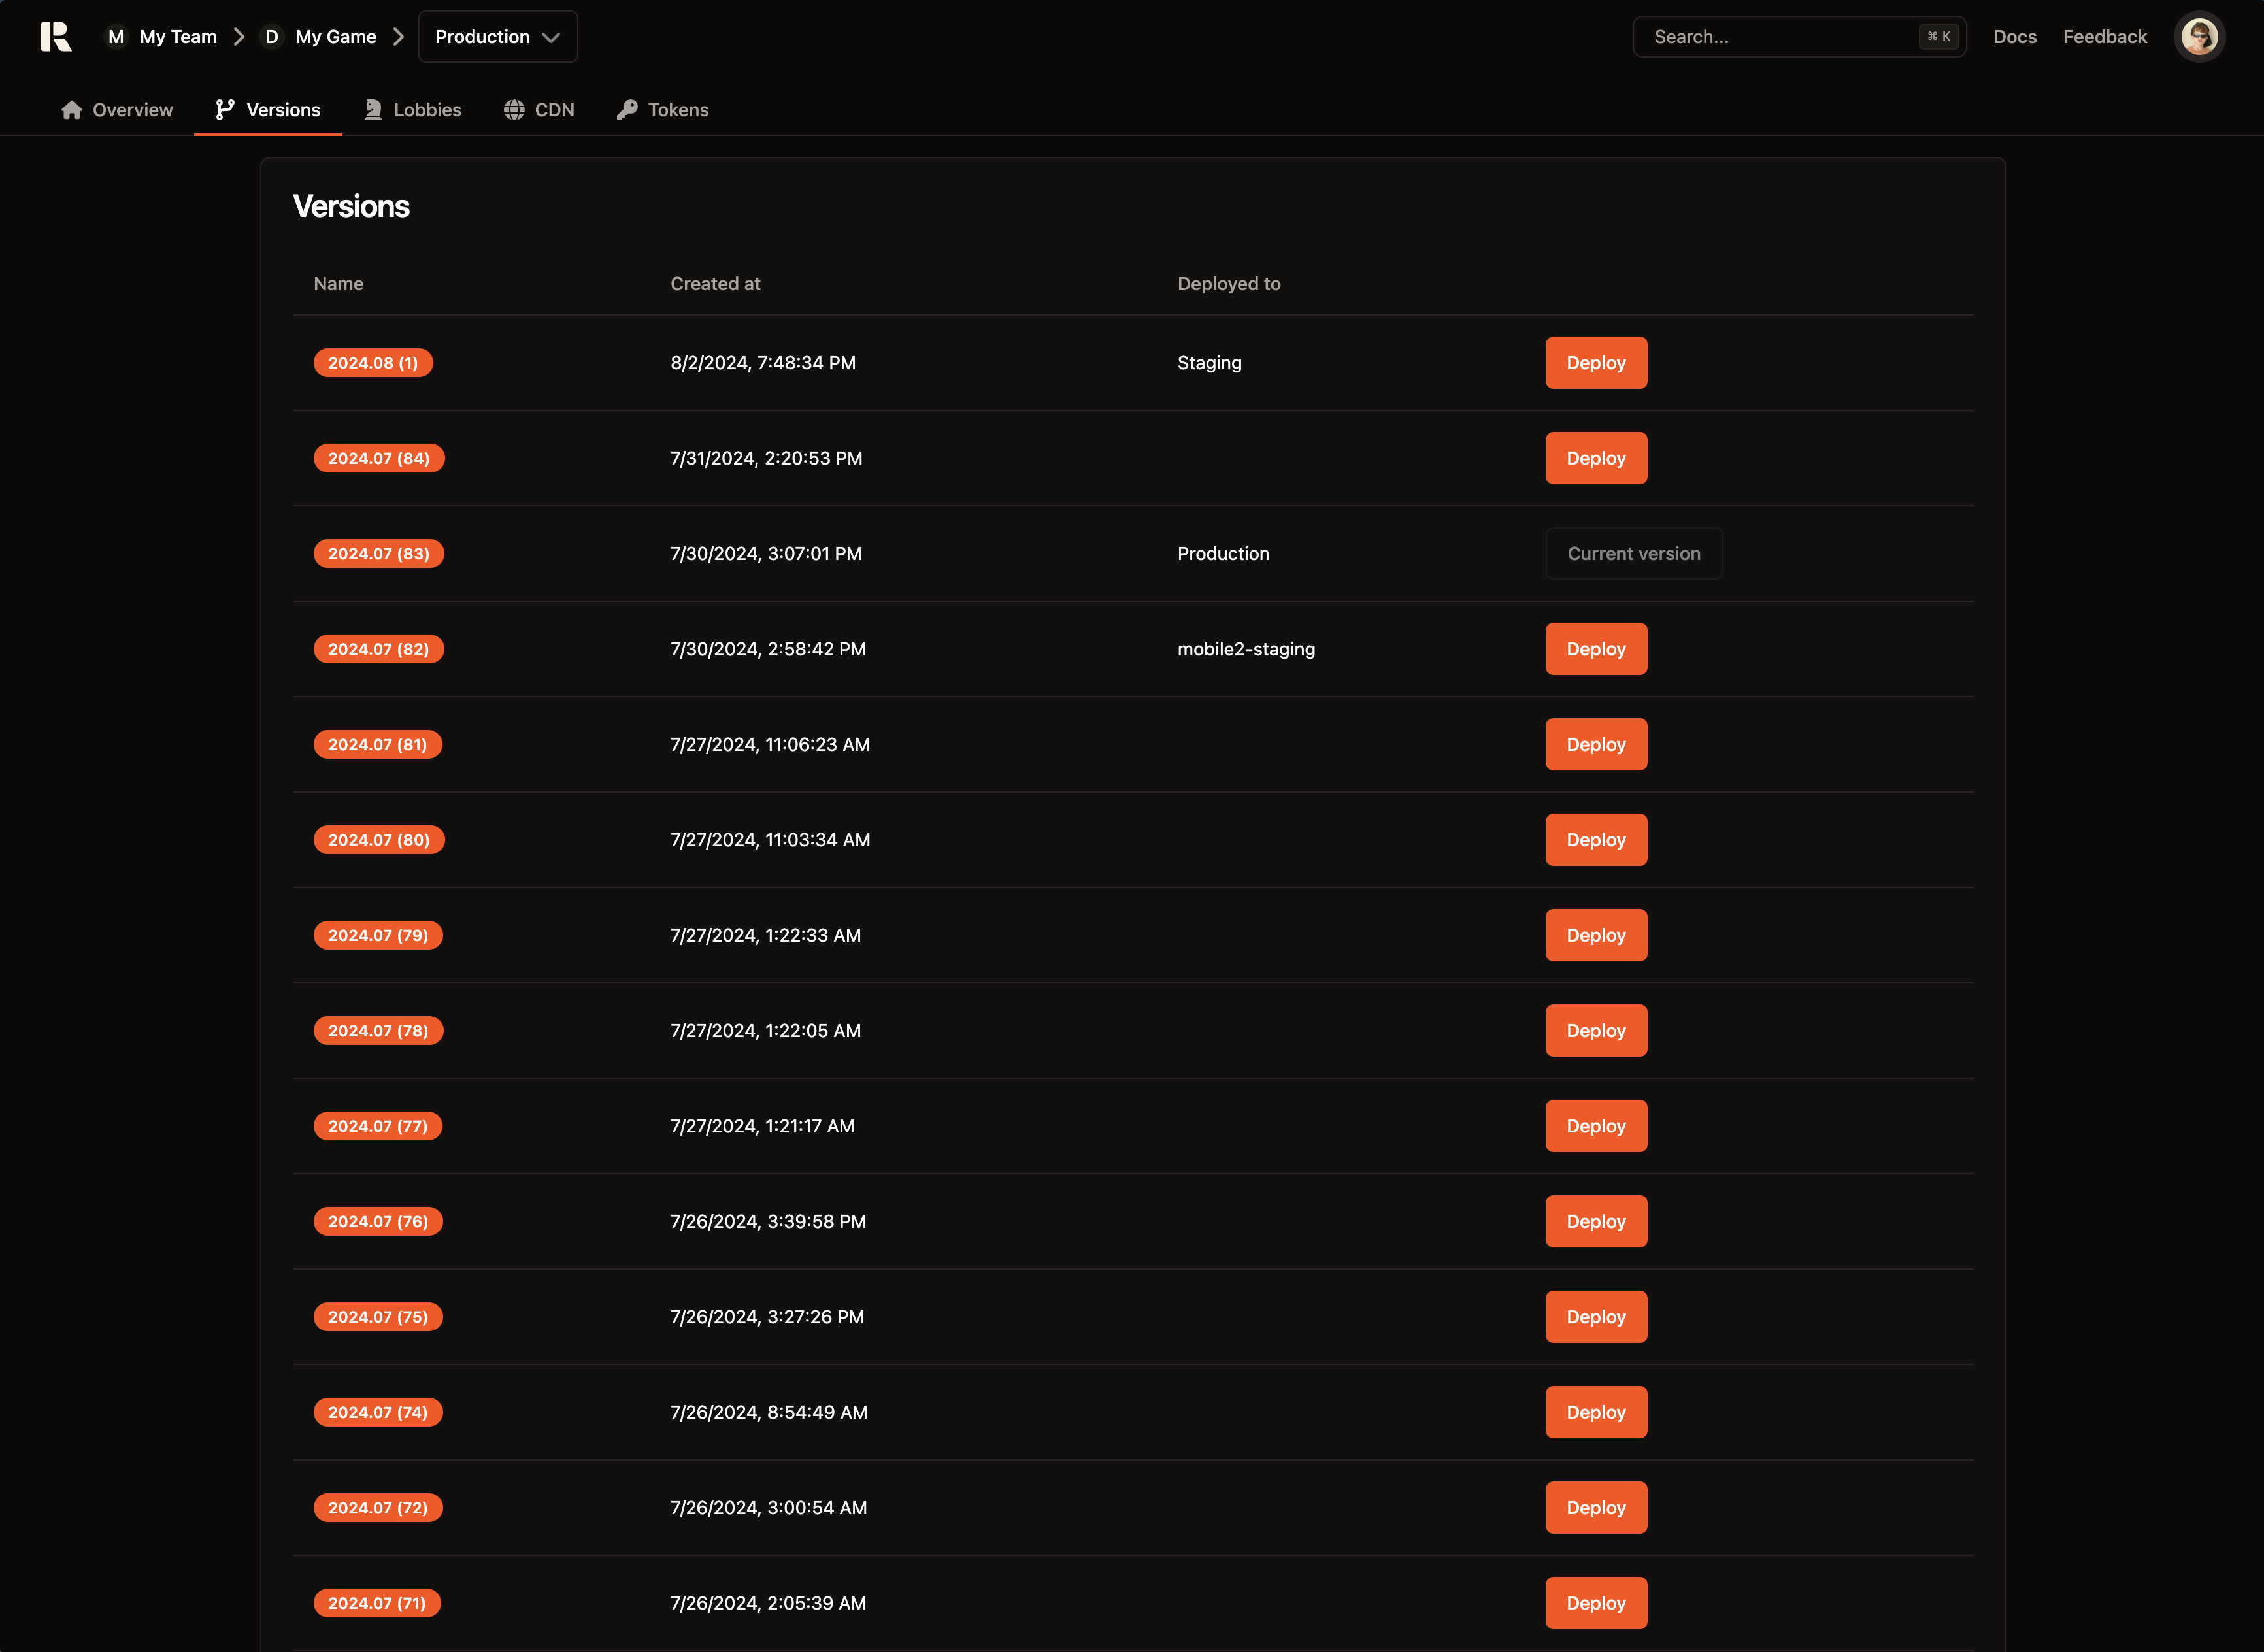 R M My Team D My Game Production Search... ⌘ K Docs Feedback
Overview Versions Lobbies CDN Tokens
Versions
Name Created at Deployed to
2024.08 (1) 8/2/2024, 7:48:34 PM Staging Deploy
2024.07 (84) 7/31/2024, 2:20:53 PM Deploy
2024.07 (83) 7/30/2024, 3:07:01 PM Production Current version
2024.07 (82) 7/30/2024, 2:58:42 PM mobile2-staging Deploy
2024.07 (81) 7/27/2024, 11:06:23 AM Deploy
2024.07 (80) 7/27/2024, 11:03:34 AM Deploy
2024.07 (79) 7/27/2024, 1:22:33 AM Deploy
2024.07 (78) 7/27/2024, 1:22:05 AM Deploy
2024.07 (77) 7/27/2024, 1:21:17 AM Deploy
2024.07 (76) 7/26/2024, 3:39:58 PM Deploy
2024.07 (75) 7/26/2024, 3:27:26 PM Deploy
2024.07 (74) 7/26/2024, 8:54:49 AM Deploy
2024.07 (72) 7/26/2024, 3:00:54 AM Deploy
2024.07 (71) 7/26/2024, 2:05:39 AM Deploy